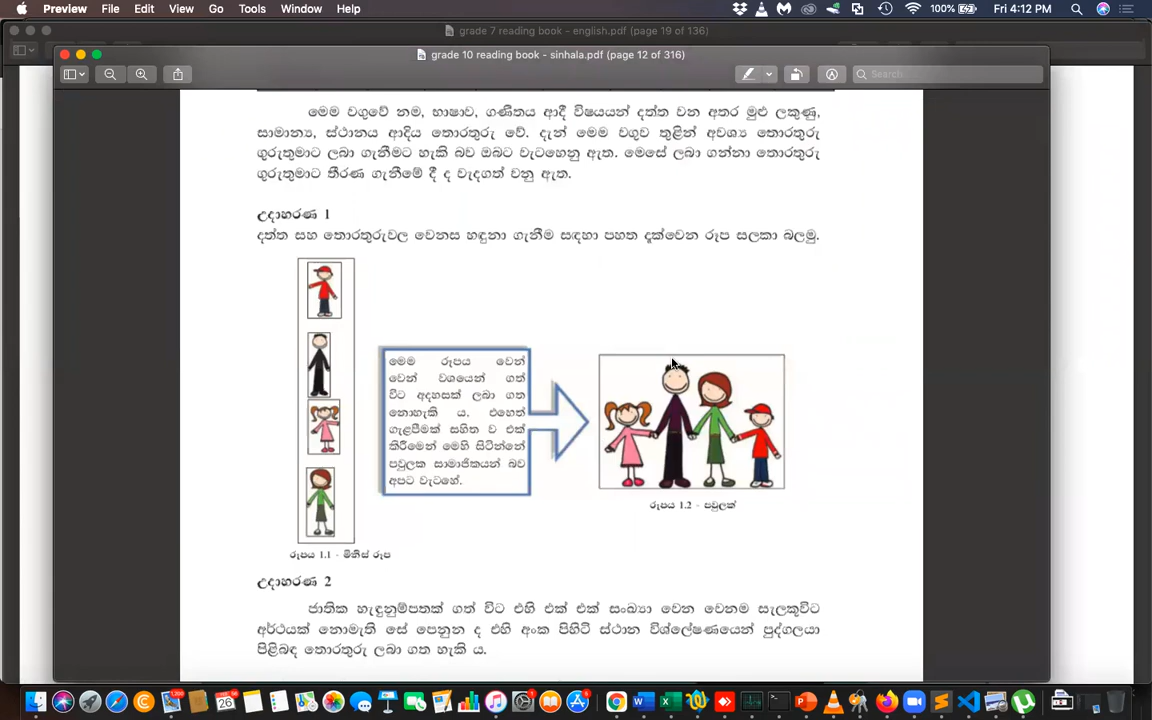 Preview File Edit View Go Tools Window Help 100% Fri 4:12 PM
grade 7 reading book - english.pdf (page 19 of 136)
grade 10 reading book - sinhala.pdf (page 12 of 316)
Search
මෙම වගුවේ නම, භාෂාව, ගණිතය ආදී විෂයයන් දත්ත වන අතර මුළු ලකුණු,
සාමාන්‍ය, ස්ථානය ආදිය තොරතුරු වේ. දැන් මෙම වගුව තුළින් අවශ්‍ය තොරතුරු
ගුරුතුමාට ලබා ගැනීමට හැකි බව ඔබට වැටහෙනු ඇත. මෙසේ ලබා ගන්නා තොරතුරු
ගුරුතුමාට තීරණ ගැනීමේ දී ද වැදගත් වනු ඇත.
උදාහරණ 1
දත්ත සහ තොරතුරුවල වෙනස හඳුනා ගැනීම සඳහා පහත දැක්වෙන රූප සලකා බලමු.
මෙම රූපය වෙන්
වෙන් වශයෙන් ගත්
විට අදහසක් ලබා ගත
නොහැකි ය. එහෙත්
ගැළපීමක් සහිත ව එක්
කිරීමෙන් මෙහි සිටින්නේ
පවුලක සාමාජිකයන් බව
අපට වැටහේ.
රූපය 1.2 - පවුලක්
රූපය 1.1 - මිනිස් රූප
උදාහරණ 2
ජාතික හැඳුනුම්පතක් ගත් විට එහි එක් එක් සංඛ්‍යා වෙන වෙනම සැලකූවිට
අර්ථයක් නොමැති සේ පෙනුන ද එහි අංක පිහිටි ස්ථාන විශ්ලේෂණයෙන් පුද්ගලයා
පිළිබඳ තොරතුරු ලබා ගත හැකි ය.